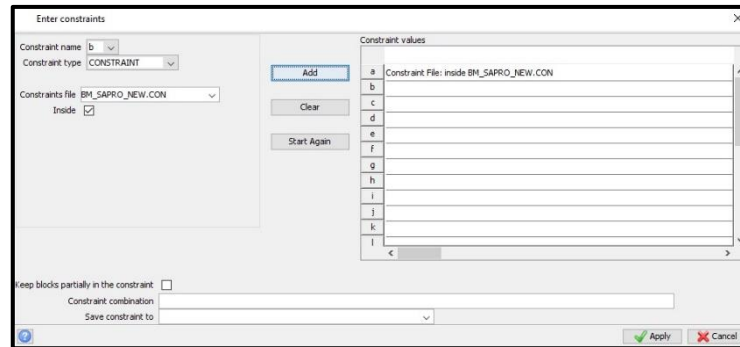 Enter constraints
Constraint name b
Constraint type CONSTRAINT
Constraints file BM_SAPRO_NEW.CON
Inside
Add
Clear
Start Again
Constraint values
a Constraint File: inside BM_SAPRO_NEW.CON
b
c
d
e
f
g
h
i
j
k
l
Keep blocks partially in the constraint
Constraint combination
Save constraint to
Apply Cancel